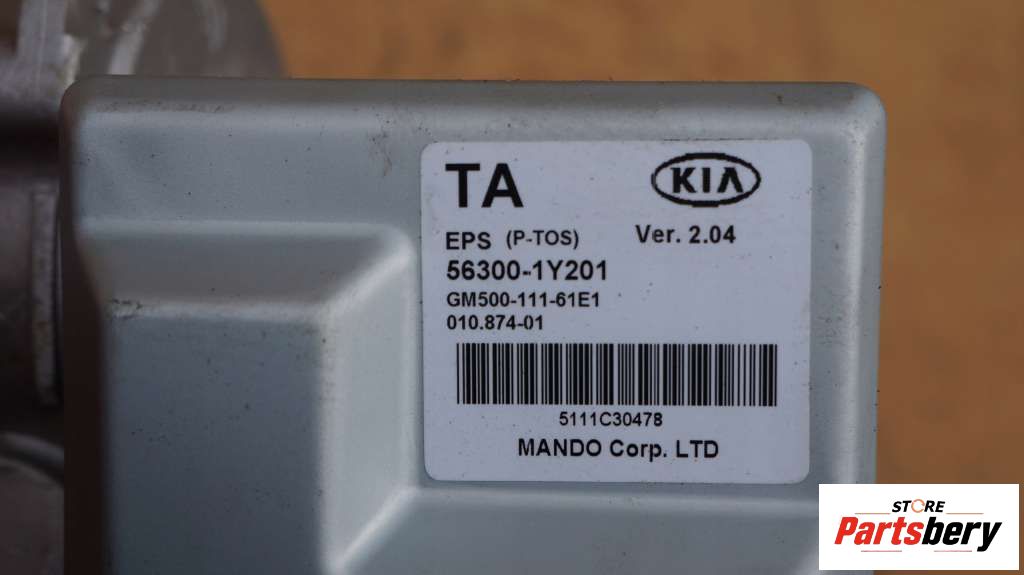 TA KIA
EPS (P-TOS) Ver. 2.04
56300-1Y201
GM500-111-61E1
010.874-01
5111C30478
MANDO Corp. LTD
STORE
Partsbery